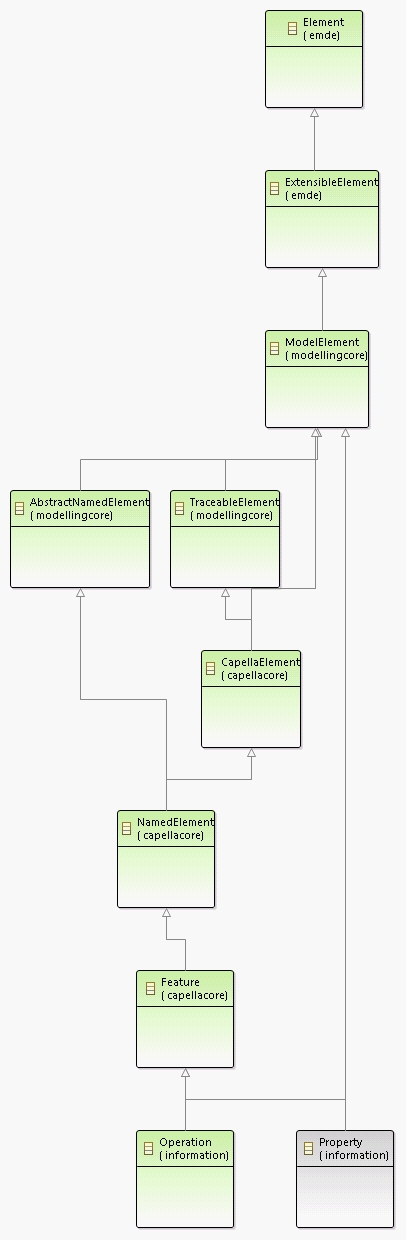 Element
( emde)
ExtensibleElement
( emde)
ModelElement
( modellingcore)
AbstractNamedElement
( modellingcore)
TraceableElement
( modellingcore)
CapellaElement
( capellacore)
NamedElement
( capellacore)
Feature
( capellacore)
Operation
( information)
Property
( information)